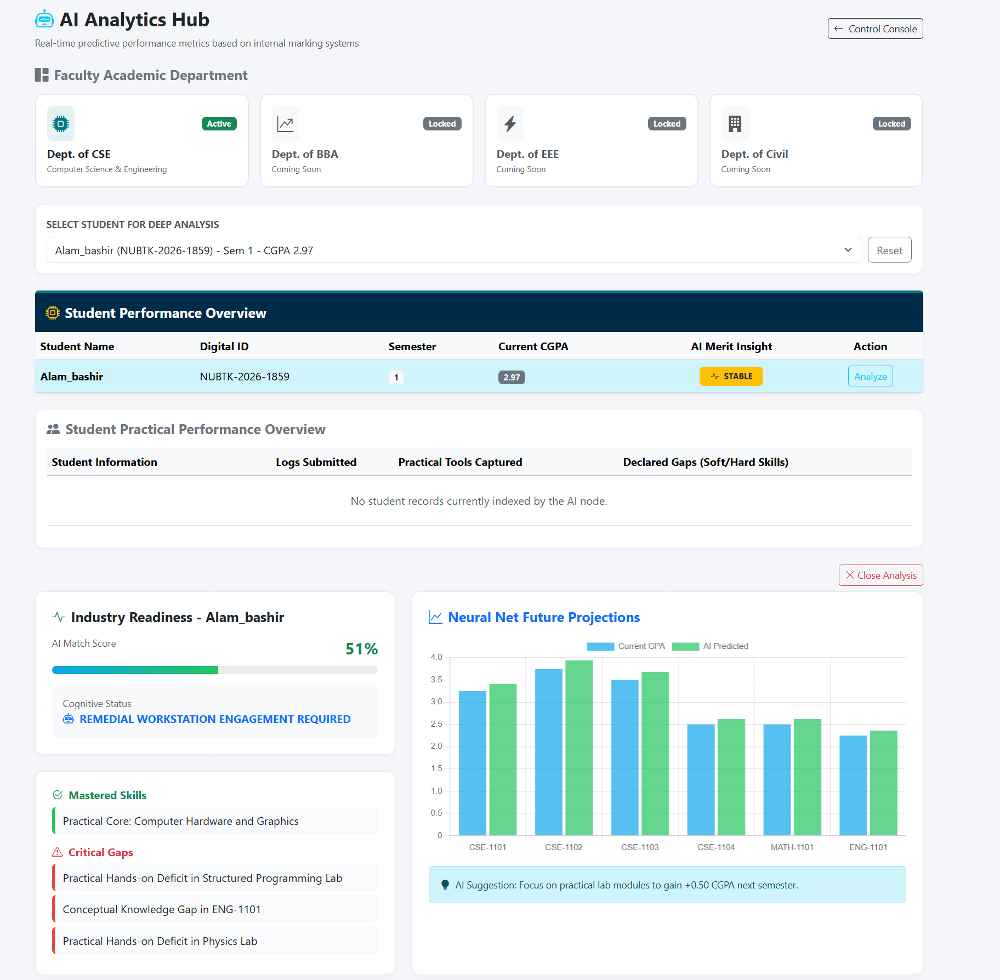 AI Analytics Hub
Real-time predictive performance metrics based on internal marking systems
← Control Console
Faculty Academic Department
Active
Dept. of CSE
Computer Science & Engineering
Locked
Dept. of BBA
Coming Soon
Locked
Dept. of EEE
Coming Soon
Locked
Dept. of Civil
Coming Soon
SELECT STUDENT FOR DEEP ANALYSIS
Alam_bashir (NUBTK-2026-1859) - Sem 1 - CGPA 2.97
Reset
Student Performance Overview
Student Name Digital ID Semester Current CGPA AI Merit Insight Action
Alam_bashir NUBTK-2026-1859 1 2.97 STABLE Analyze
Student Practical Performance Overview
Student Information Logs Submitted Practical Tools Captured Declared Gaps (Soft/Hard Skills)
No student records currently indexed by the AI node.
Close Analysis
Industry Readiness - Alam_bashir
AI Match Score
51%
Cognitive Status
REMEDIAL WORKSTATION ENGAGEMENT REQUIRED
Mastered Skills
Practical Core: Computer Hardware and Graphics
Critical Gaps
Practical Hands-on Deficit in Structured Programming Lab
Conceptual Knowledge Gap in ENG-1101
Practical Hands-on Deficit in Physics Lab
Neural Net Future Projections
Current GPA AI Predicted
4.0
3.5
3.0
2.5
2.0
1.5
1.0
0.5
0
CSE-1101 CSE-1102 CSE-1103 CSE-1104 MATH-1101 ENG-1101
AI Suggestion: Focus on practical lab modules to gain +0.50 CGPA next semester.